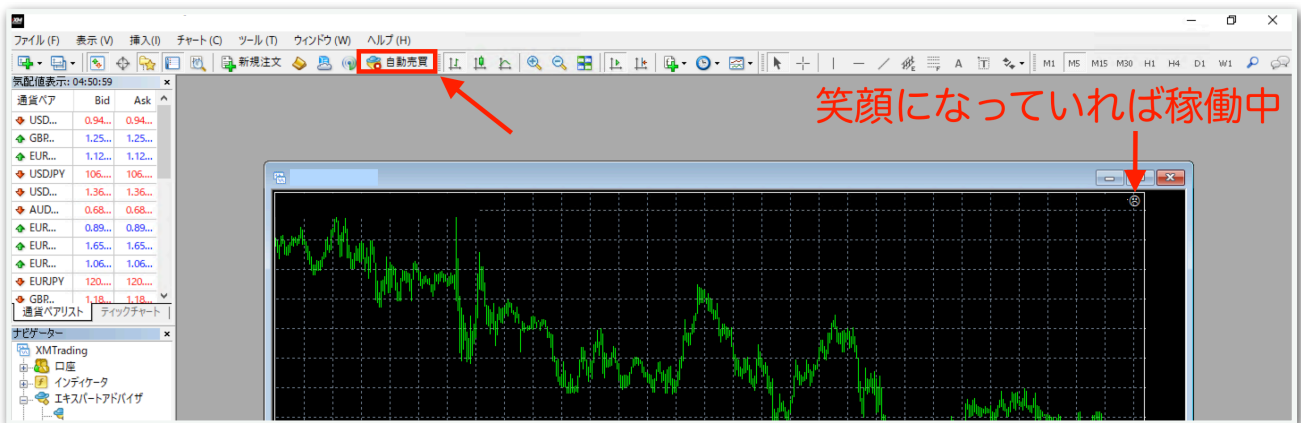 XM
ファイル (F) 表示 (V) 挿入(I) チャート (C) ツール (T) ウィンドウ (W) ヘルプ (H)
新規注文 自動売買 A T M1 M5 M15 M30 H1 H4 D1 W1
気配値表示: 04:50:59
通貨ペア Bid Ask
USD... 0.94... 0.94...
GBP... 1.25... 1.25...
EUR... 1.12... 1.12...
USDJPY 106.... 106....
USD... 1.36... 1.36...
AUD... 0.68... 0.68...
EUR... 0.89... 0.89...
EUR... 1.65... 1.65...
EUR... 1.06... 1.06...
EURJPY 120.... 120....
GBP... 1.18... 1.18...
通貨ペアリスト ティックチャート
笑顔になっていれば稼働中
ナビゲーター
XMTrading
口座
インディケータ
エキスパートアドバイザ